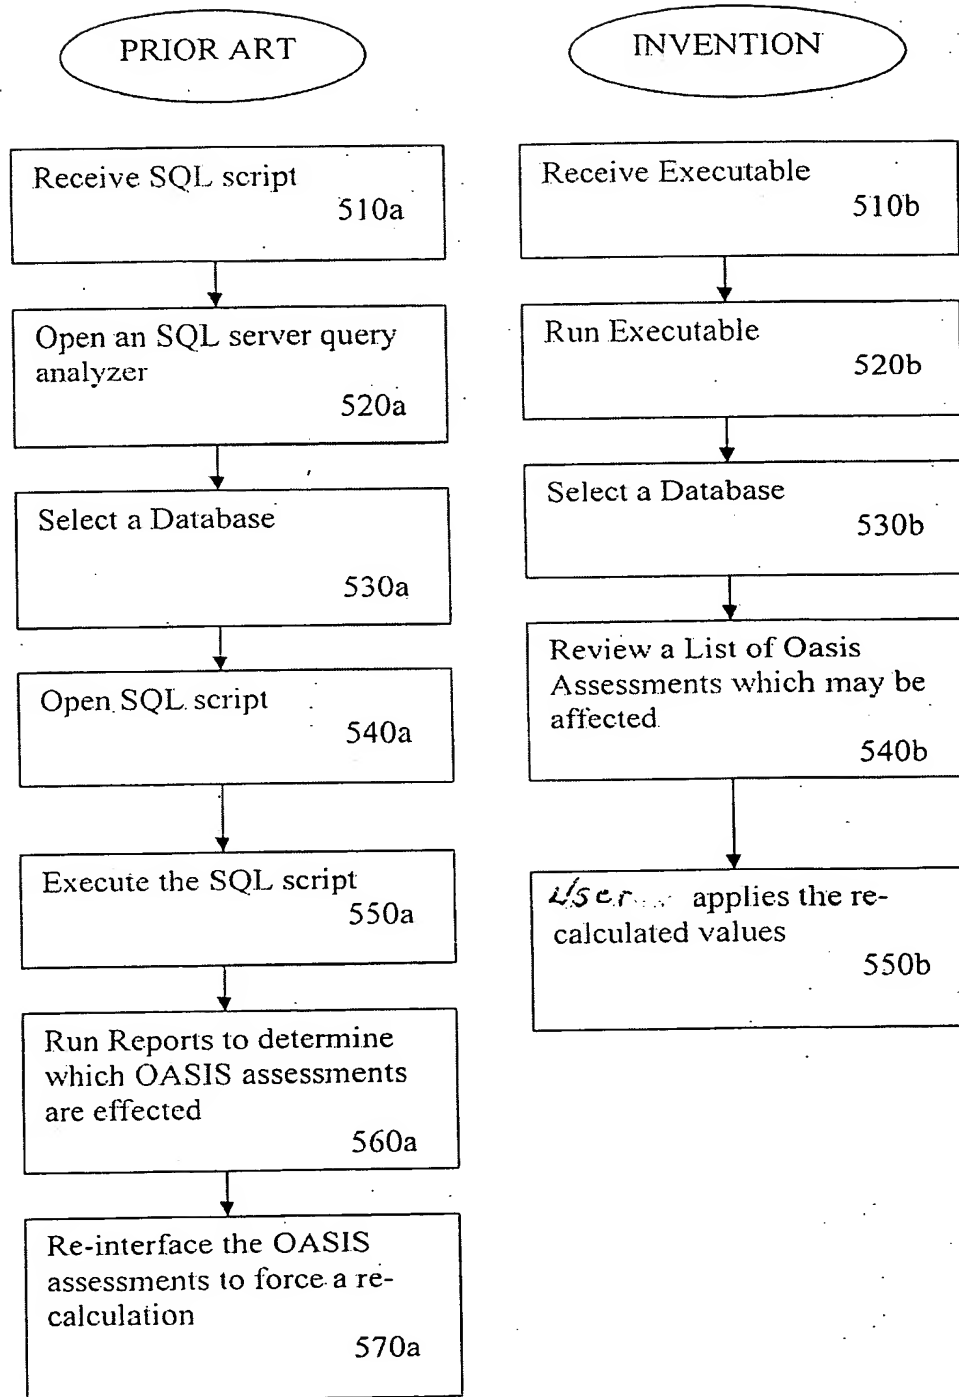 PRIOR ART
Receive SQL script
510a
Open an SQL server query
analyzer
520a
Select a Database
530a
Open SQL script
540a
Execute the SQL script
550a
Run Reports to determine
which OASIS assessments
are effected
560a
Re-interface the OASIS
assessments to force a re-
calculation
570a
INVENTION
Receive Executable
510b
Run Executable
520b
Select a Database
530b
Review a List of Oasis
Assessments which may be
affected
540b
User applies the re-
calculated values
550b